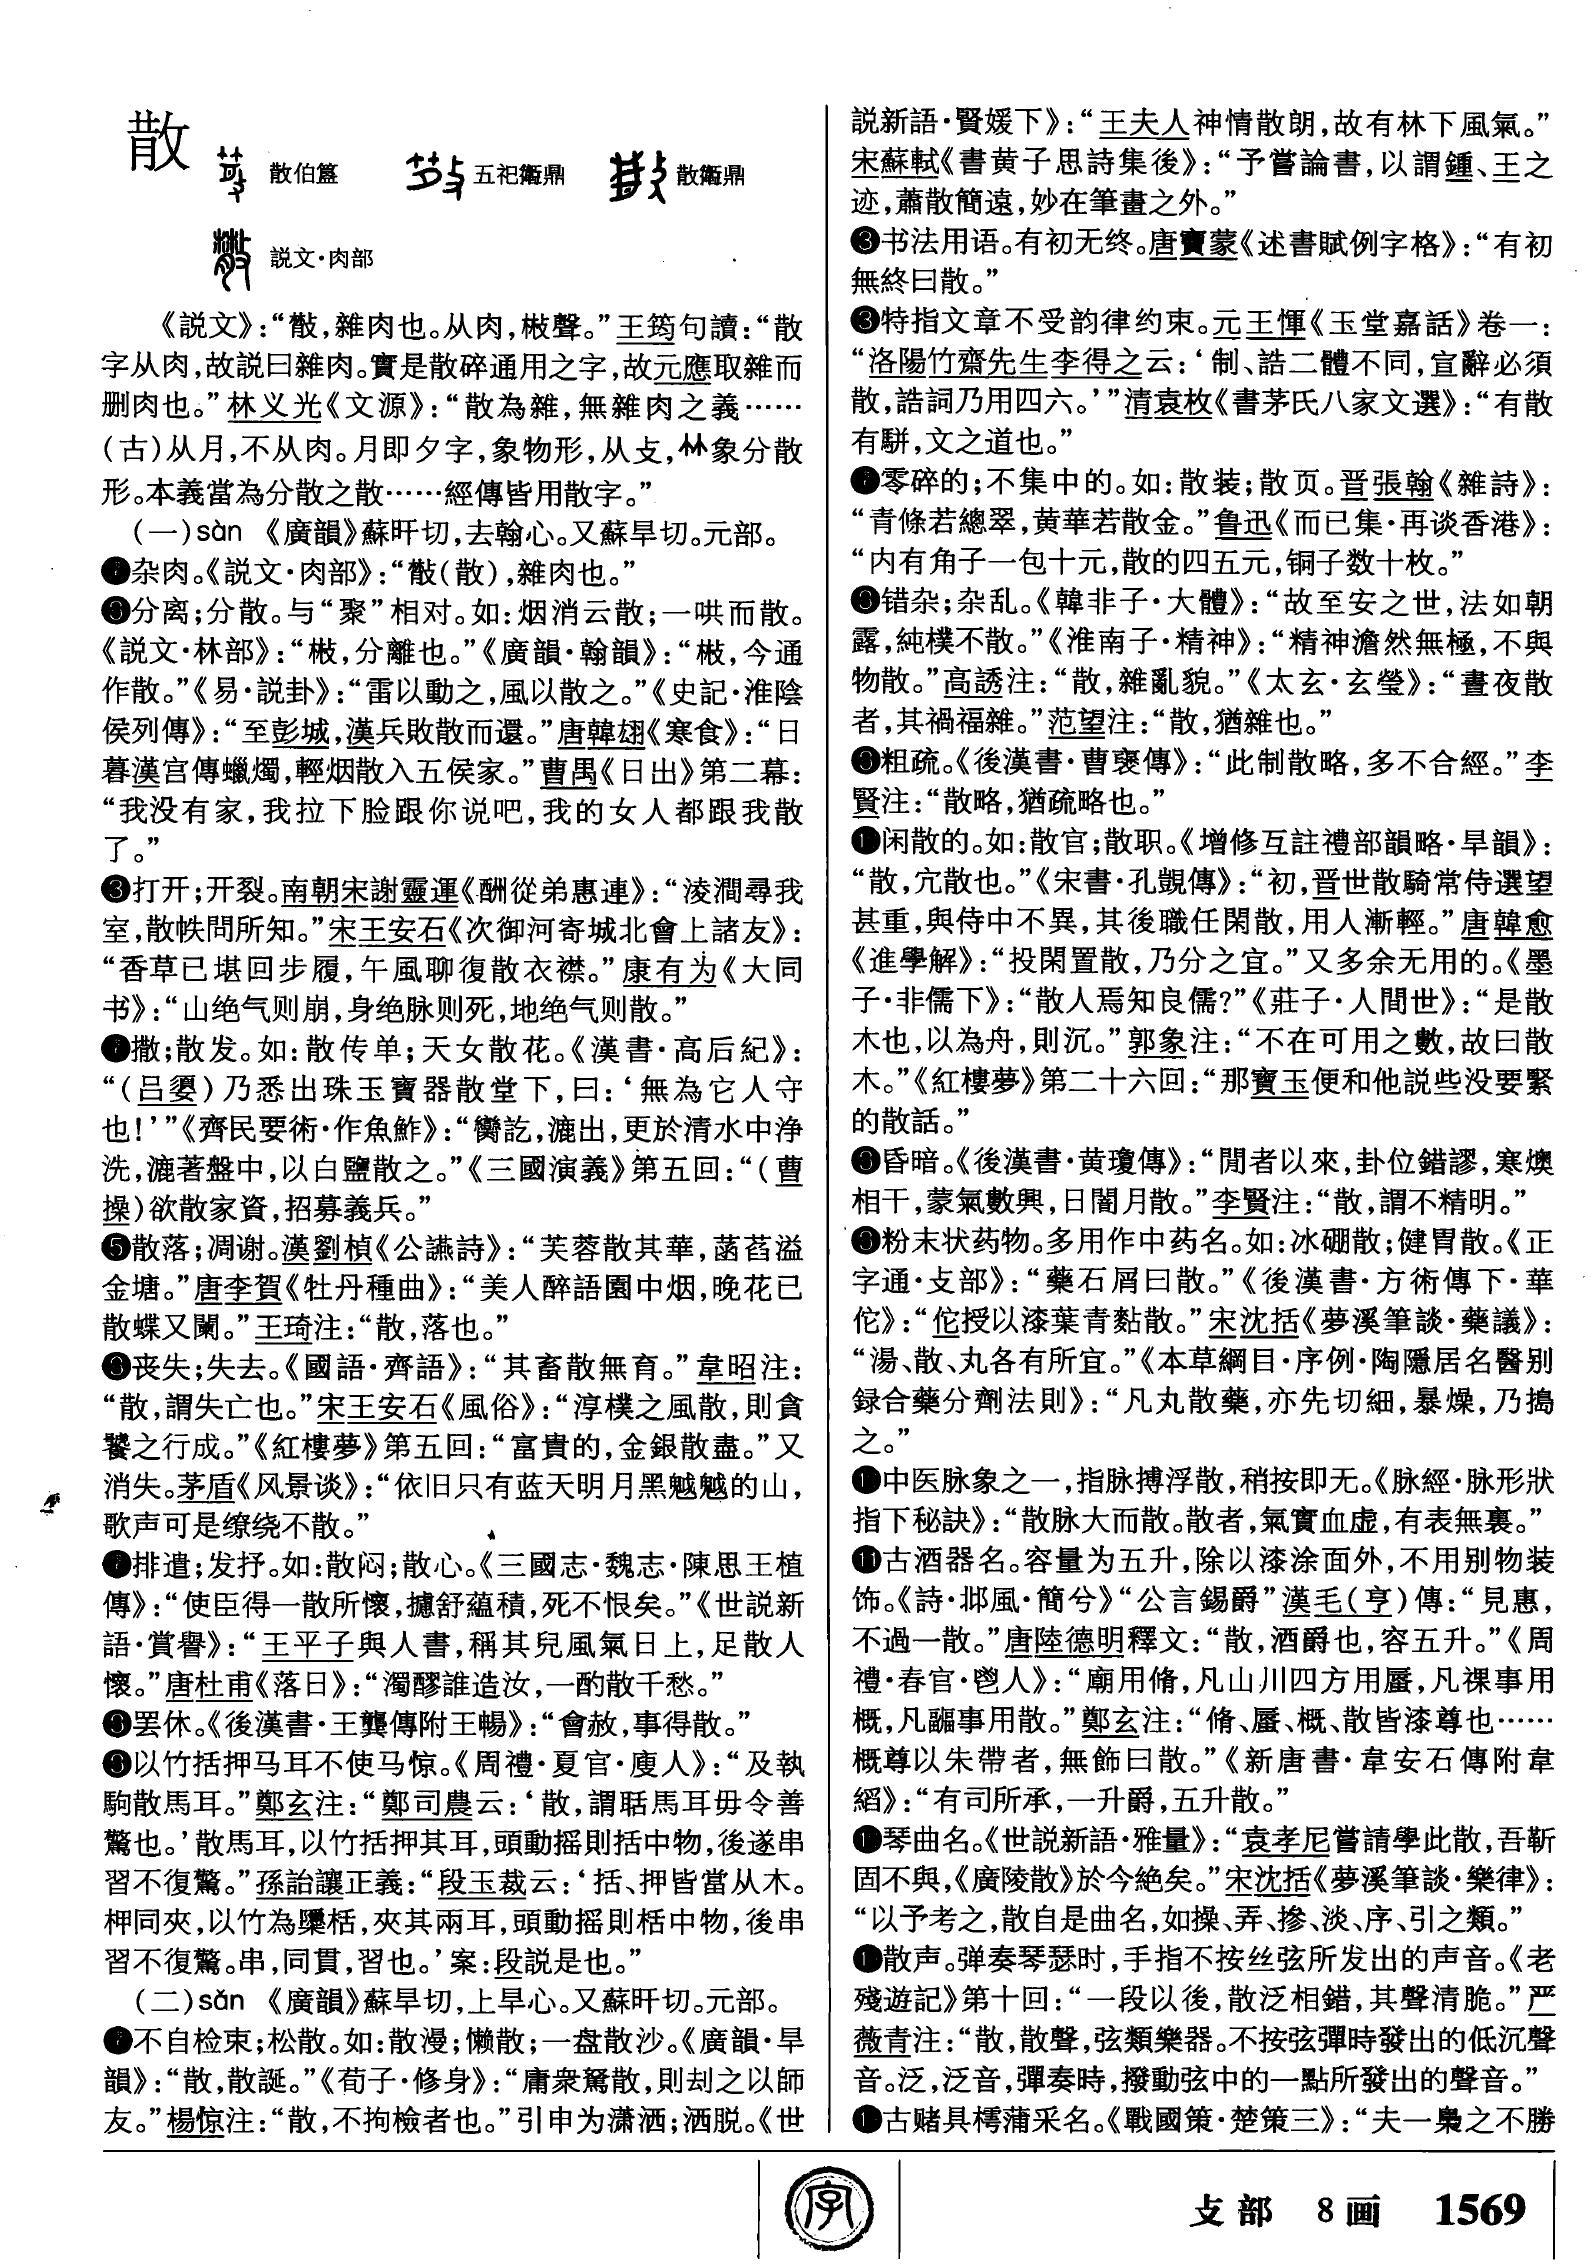 散
散伯簋 五祀衛鼎 散衛鼎
説文·肉部
《説文》：“㪔，雜肉也。从肉，㪔聲。”王筠句讀：“散
字从肉，故説曰雜肉。實是散碎通用之字，故元應取雜而
删肉也。”林义光《文源》：“散為雜，無雜肉之義……
(古)从月，不从肉。月即夕字，象物形，从攴，𣏟象分散
形。本義當為分散之散……經傳皆用散字。”
(一)sàn 《廣韻》蘇旰切，去翰心。又蘇旱切。元部。
杂肉。《説文·肉部》：“㪔(散)，雜肉也。”
分离；分散。与“聚”相对。如：烟消云散；一哄而散。
《説文·林部》：“㪔，分離也。”《廣韻·翰韻》：“㪔，今通
作散。”《易·説卦》：“雷以動之，風以散之。”《史記·淮陰
侯列傳》：“至彭城，漢兵敗散而還。”唐韓翃《寒食》：“日
暮漢宫傳蠟燭，輕烟散入五侯家。”曹禺《日出》第二幕：
“我没有家，我拉下脸跟你说吧，我的女人都跟我散
了。”
❸打开；开裂。南朝宋謝靈運《酬從弟惠連》：“淩澗尋我
室，散帙問所知。”宋王安石《次御河寄城北會上諸友》：
“香草已堪回步履，午風聊復散衣襟。”康有为《大同
书》：“山绝气则崩，身绝脉则死，地绝气则散。”
撒；散发。如：散传单；天女散花。《漢書·高后紀》：
“(吕嬃)乃悉出珠玉寶器散堂下，曰：‘無為它人守
也！’”《齊民要術·作魚鮓》：“臠訖，漉出，更於清水中浄
洗，漉著盤中，以白鹽散之。”《三國演義》第五回：“(曹
操)欲散家資，招募義兵。”
❺散落；凋谢。漢劉楨《公讌詩》：“芙蓉散其華，菡萏溢
金塘。”唐李賀《牡丹種曲》：“美人醉語園中烟，晚花已
散蝶又闌。”王琦注：“散，落也。”
丧失；失去。《國語·齊語》：“其畜散無育。”韋昭注：
“散，謂失亡也。”宋王安石《風俗》：“淳樸之風散，則貪
饕之行成。”《紅樓夢》第五回：“富貴的，金銀散盡。”又
消失。茅盾《风景谈》：“依旧只有蓝天明月黑魆魆的山，
歌声可是缭绕不散。”
排遣；发抒。如：散闷；散心。《三國志·魏志·陳思王植
傳》：“使臣得一散所懷，攄舒藴積，死不恨矣。”《世説新
語·賞譽》：“王平子與人書，稱其兒風氣日上，足散人
懷。”唐杜甫《落日》：“濁醪誰造汝，一酌散千愁。”
罢休。《後漢書·王龔傳附王暢》：“會赦，事得散。”
以竹括押马耳不使马惊。《周禮·夏官·廋人》：“及執
駒散馬耳。”鄭玄注：“鄭司農云：‘散，謂聒馬耳毋令善
驚也。’散馬耳，以竹括押其耳，頭動摇則括中物，後遂串
習不復驚。”孫詒讓正義：“段玉裁云：‘括、押皆當从木。
柙同夾，以竹為檃栝，夾其兩耳，頭動摇則栝中物，後串
習不復驚。串，同貫，習也。’案：段説是也。”
(二)sǎn 《廣韻》蘇旱切，上旱心。又蘇旰切。元部。
不自检束；松散。如：散漫；懒散；一盘散沙。《廣韻·旱
韻》：“散，散誕。”《荀子·修身》：“庸衆駑散，則刦之以師
友。”楊倞注：“散，不拘檢者也。”引申为潇洒；洒脱。《世
説新語·賢媛下》：“王夫人神情散朗，故有林下風氣。”
宋蘇軾《書黄子思詩集後》：“予嘗論書，以謂鍾、王之
迹，蕭散簡遠，妙在筆畫之外。”
❸书法用语。有初无终。唐竇蒙《述書賦例字格》：“有初
無終曰散。”
❸特指文章不受韵律约束。元王惲《玉堂嘉話》卷一：
“洛陽竹齋先生李得之云：‘制、誥二體不同，宣辭必須
散，誥詞乃用四六。’”清袁枚《書茅氏八家文選》：“有散
有駢，文之道也。”
零碎的；不集中的。如：散装；散页。晋張翰《雜詩》：
“青條若總翠，黄華若散金。”鲁迅《而已集·再谈香港》：
“内有角子一包十元，散的四五元，铜子数十枚。”
错杂；杂乱。《韓非子·大體》：“故至安之世，法如朝
露，純樸不散。”《淮南子·精神》：“精神澹然無極，不與
物散。”高誘注：“散，雜亂貌。”《太玄·玄瑩》：“晝夜散
者，其禍福雜。”范望注：“散，猶雜也。”
粗疏。《後漢書·曹褒傳》：“此制散略，多不合經。”李
賢注：“散略，猶疏略也。”
闲散的。如：散官；散职。《增修互註禮部韻略·旱韻》：
“散，宂散也。”《宋書·孔覬傳》：“初，晋世散騎常侍選望
甚重，與侍中不異，其後職任閑散，用人漸輕。”唐韓愈
《進學解》：“投閑置散，乃分之宜。”又多余无用的。《墨
子·非儒下》：“散人焉知良儒？”《莊子·人間世》：“是散
木也，以為舟，則沉。”郭象注：“不在可用之數，故曰散
木。”《紅樓夢》第二十六回：“那寶玉便和他説些没要緊
的散話。”
昏暗。《後漢書·黄瓊傳》：“間者以來，卦位錯謬，寒燠
相干，蒙氣數興，日闇月散。”李賢注：“散，謂不精明。”
粉末状药物。多用作中药名。如：冰硼散；健胃散。《正
字通·攴部》：“藥石屑曰散。”《後漢書·方術傳下·華
佗》：“佗授以漆葉青黏散。”宋沈括《夢溪筆談·藥議》：
“湯、散、丸各有所宜。”《本草綱目·序例·陶隱居名醫别
録合藥分劑法則》：“凡丸散藥，亦先切細，暴燥，乃搗
之。”
中医脉象之一，指脉搏浮散，稍按即无。《脉經·脉形狀
指下秘訣》：“散脉大而散。散者，氣實血虚，有表無裏。”
⓫古酒器名。容量为五升，除以漆涂面外，不用别物装
饰。《詩·邶風·簡兮》“公言錫爵”漢毛(亨)傳：“見惠，
不過一散。”唐陸德明釋文：“散，酒爵也，容五升。”《周
禮·春官·鬯人》：“廟用脩，凡山川四方用蜃，凡祼事用
概，凡疈事用散。”鄭玄注：“脩、蜃、概、散皆漆尊也……
概尊以朱帶者，無飾曰散。”《新唐書·韋安石傳附韋
縚》：“有司所承，一升爵，五升散。”
琴曲名。《世説新語·雅量》：“袁孝尼嘗請學此散，吾靳
固不與，《廣陵散》於今絶矣。”宋沈括《夢溪筆談·樂律》：
“以予考之，散自是曲名，如操、弄、摻、淡、序、引之類。”
散声。弹奏琴瑟时，手指不按丝弦所发出的声音。《老
殘遊記》第十回：“一段以後，散泛相錯，其聲清脆。”严
薇青注：“散，散聲，弦類樂器。不按弦彈時發出的低沉聲
音。泛，泛音，彈奏時，撥動弦中的一點所發出的聲音。”
古赌具樗蒲采名。《戰國策·楚策三》：“夫一梟之不勝
字
攴部 8画 1569